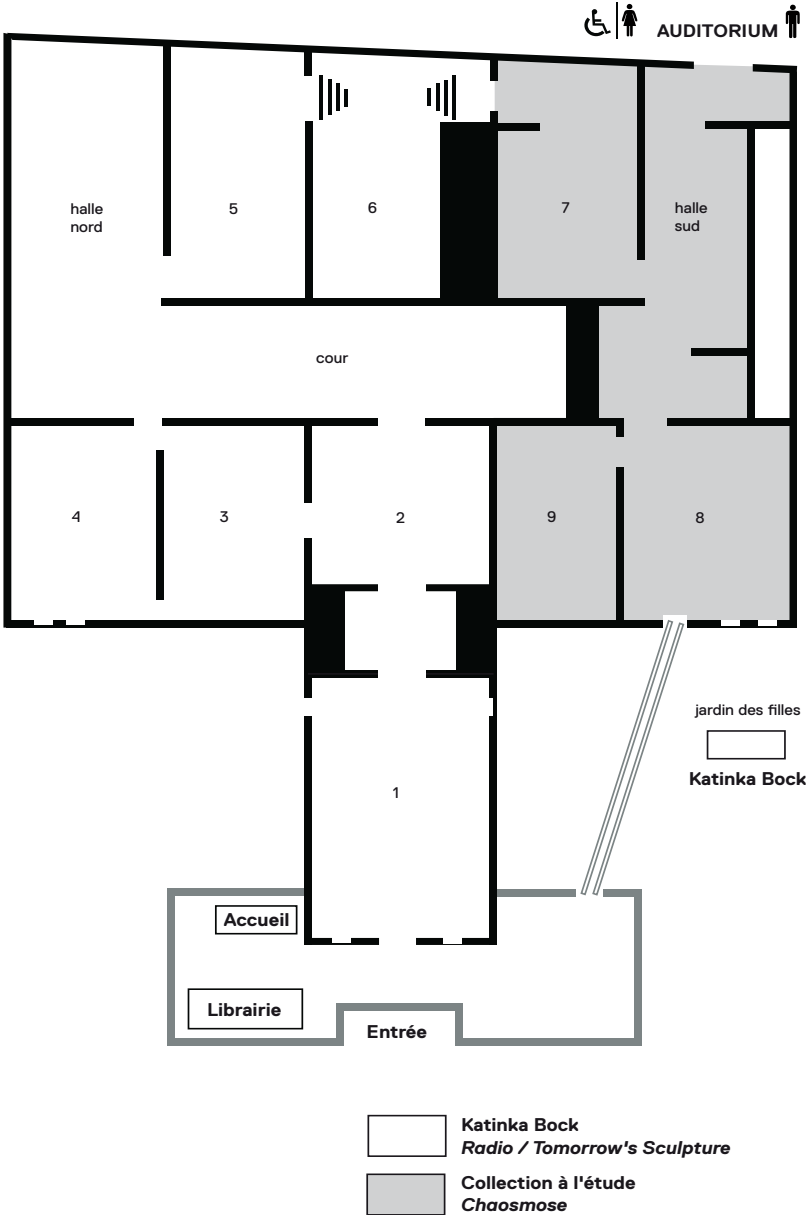 AUDITORIUM
halle
nord
5
6
7
halle
sud
cour
4
3
2
9
8
jardin des filles
Katinka Bock
1
Accueil
Librairie
Entrée
Katinka Bock
Radio / Tomorrow's Sculpture
Collection à l'étude
Chaosmose